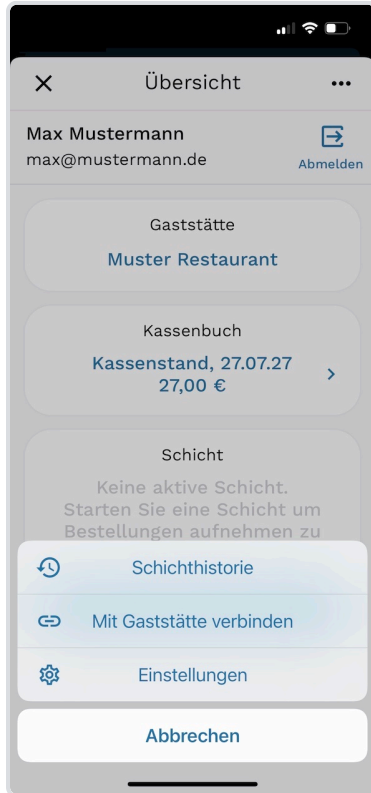 Übersicht
Max Mustermann
max@mustermann.de
Abmelden
Gaststätte
Muster Restaurant
Kassenbuch
Kassenstand, 27.07.27
27,00 €
Schicht
Keine aktive Schicht.
Starten Sie eine Schicht um
Bestellungen aufnehmen zu
Schichthistorie
Mit Gaststätte verbinden
Einstellungen
Abbrechen